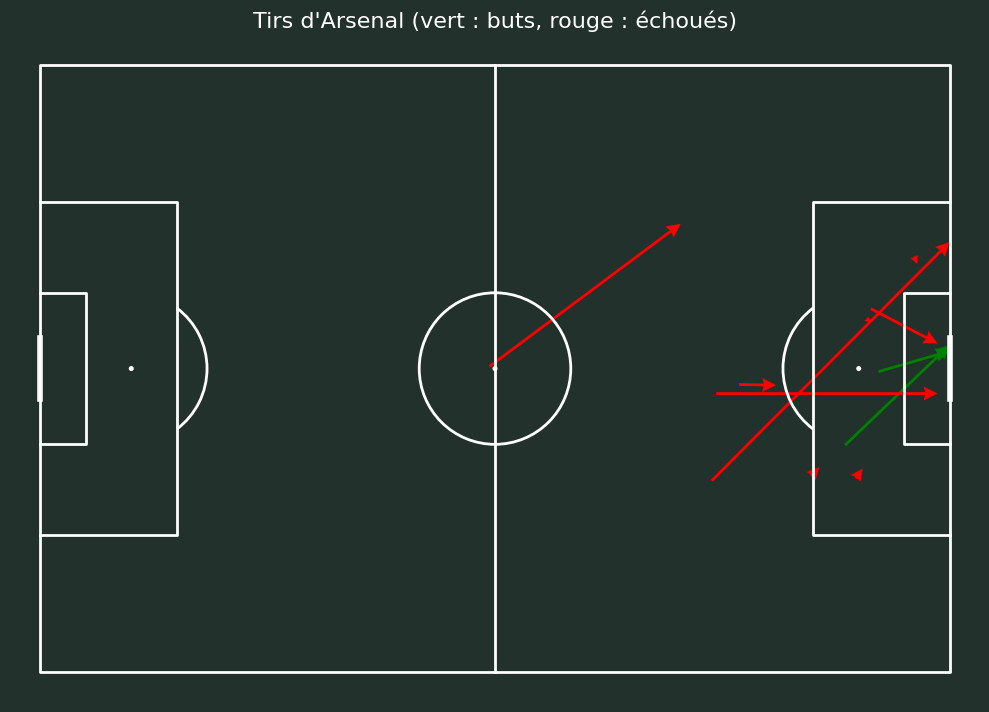 Tirs d'Arsenal (vert : buts, rouge : échoués)